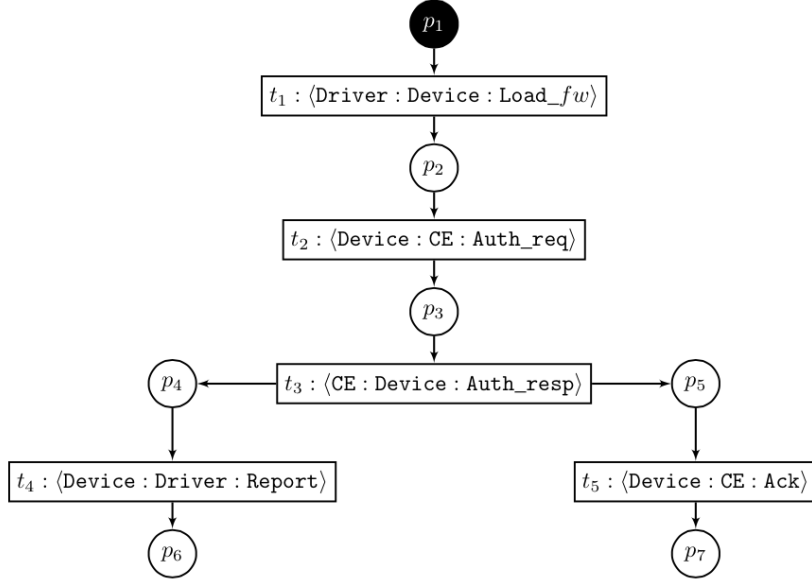 p₁
t₁ : ⟨Driver : Device : Load_fw⟩
p₂
t₂ : ⟨Device : CE : Auth_req⟩
p₃
p₄ t₃ : ⟨CE : Device : Auth_resp⟩ p₅
t₄ : ⟨Device : Driver : Report⟩ t₅ : ⟨Device : CE : Ack⟩
p₆ p₇